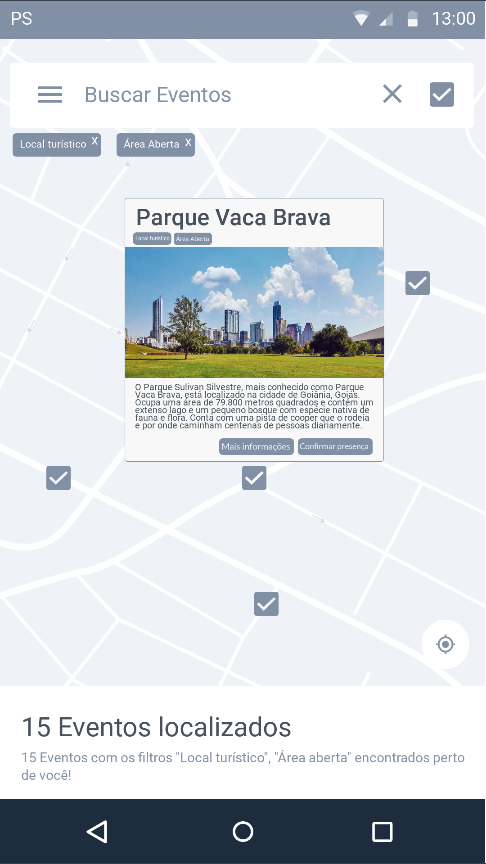 PS
13:00
Buscar Eventos
Local turístico X
Área Aberta X
Parque Vaca Brava
Local turístico
Área Aberta
O Parque Sulivan Silvestre, mais conhecido como Parque
Vaca Brava, está localizado na cidade de Goiânia, Goiás.
Ocupa uma área de 79.800 metros quadrados e contém um
extenso lago e um pequeno bosque com espécie nativa de
fauna e flora. Conta com uma pista de cooper que o rodeia
e por onde caminham centenas de pessoas diariamente.
Mais informações
Confirmar presença
15 Eventos localizados
15 Eventos com os filtros "Local turístico", "Área aberta" encontrados perto
de você!